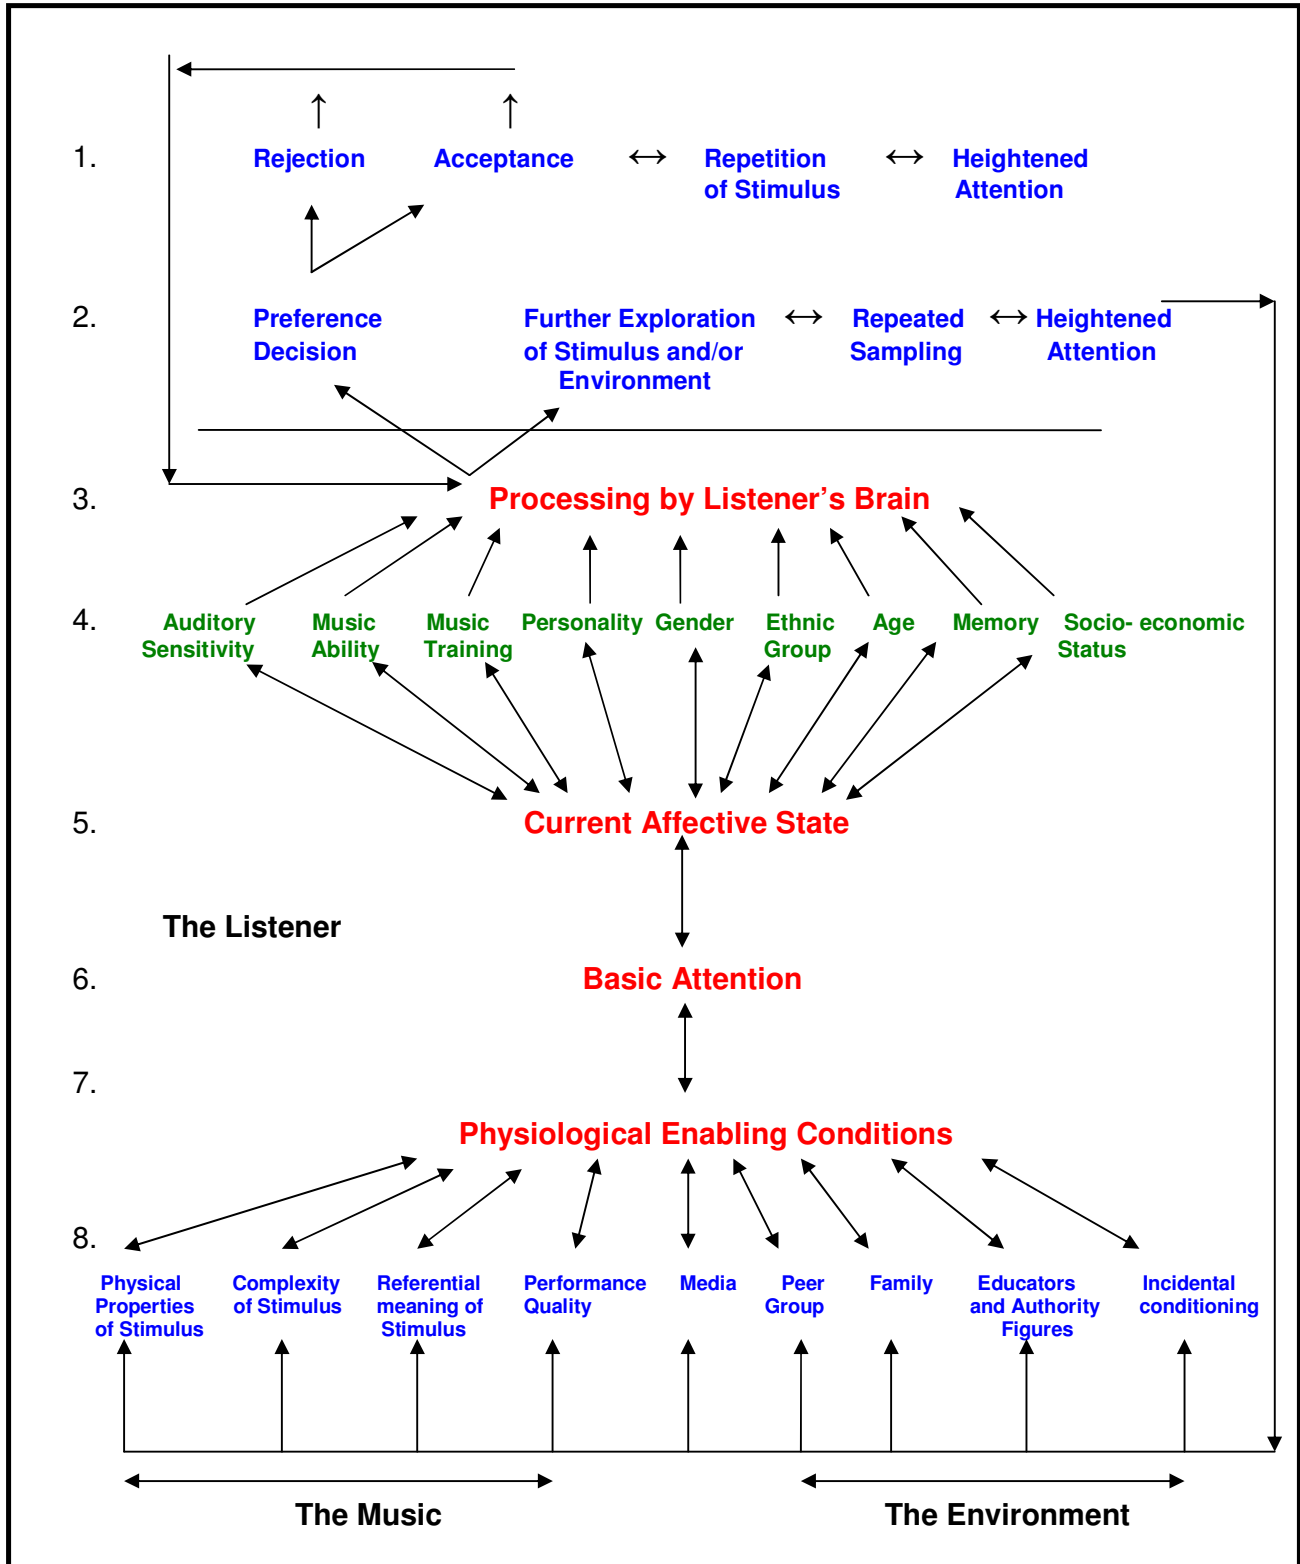 1. Rejection Acceptance ↔ Repetition ↔ Heightened
of Stimulus Attention
2. Preference Further Exploration ↔ Repeated ↔ Heightened
Decision of Stimulus and/or Sampling Attention
Environment
3. Processing by Listener’s Brain
4. Auditory Music Music Personality Gender Ethnic Age Memory Socio- economic
Sensitivity Ability Training Group Status
5. Current Affective State
The Listener
6. Basic Attention
7.
Physiological Enabling Conditions
8.
Physical Complexity Referential Performance Media Peer Family Educators Incidental
Properties of Stimulus meaning of Quality Group and Authority conditioning
of Stimulus Stimulus Figures
The Music The Environment